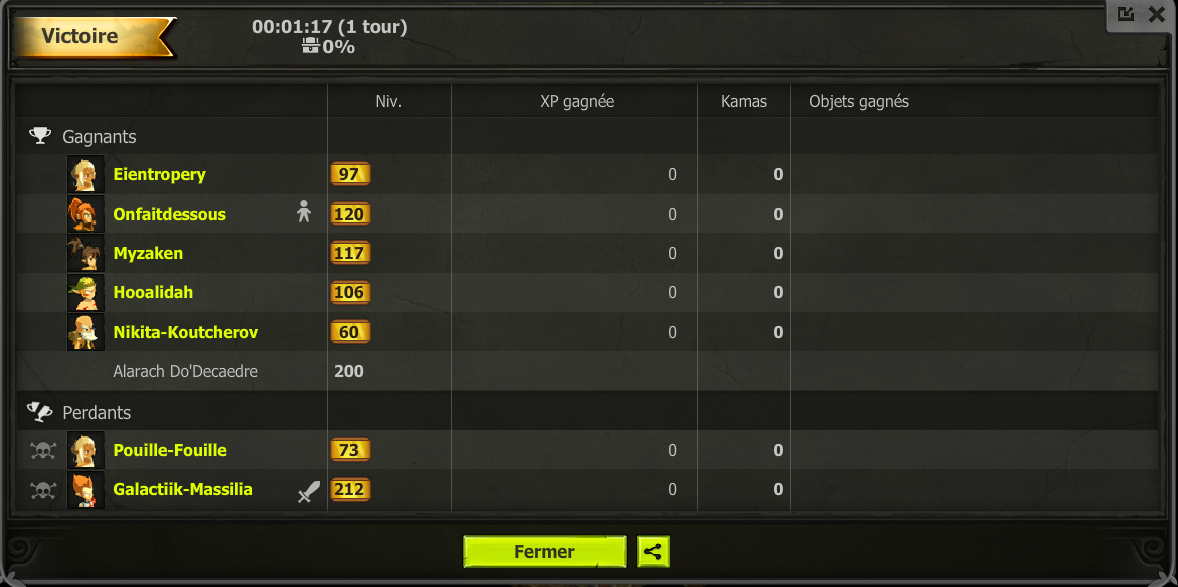 Victoire
00:01:17 (1 tour)
0%
Niv. XP gagnée Kamas Objets gagnés
Gagnants
Eientropery 97 0 0
Onfaitdessous 120 0 0
Myzaken 117 0 0
Hooalidah 106 0 0
Nikita-Koutcherov 60 0 0
Alarach Do'Decaedre 200
Perdants
Pouille-Fouille 73 0 0
Galactiik-Massilia 212 0 0
Fermer